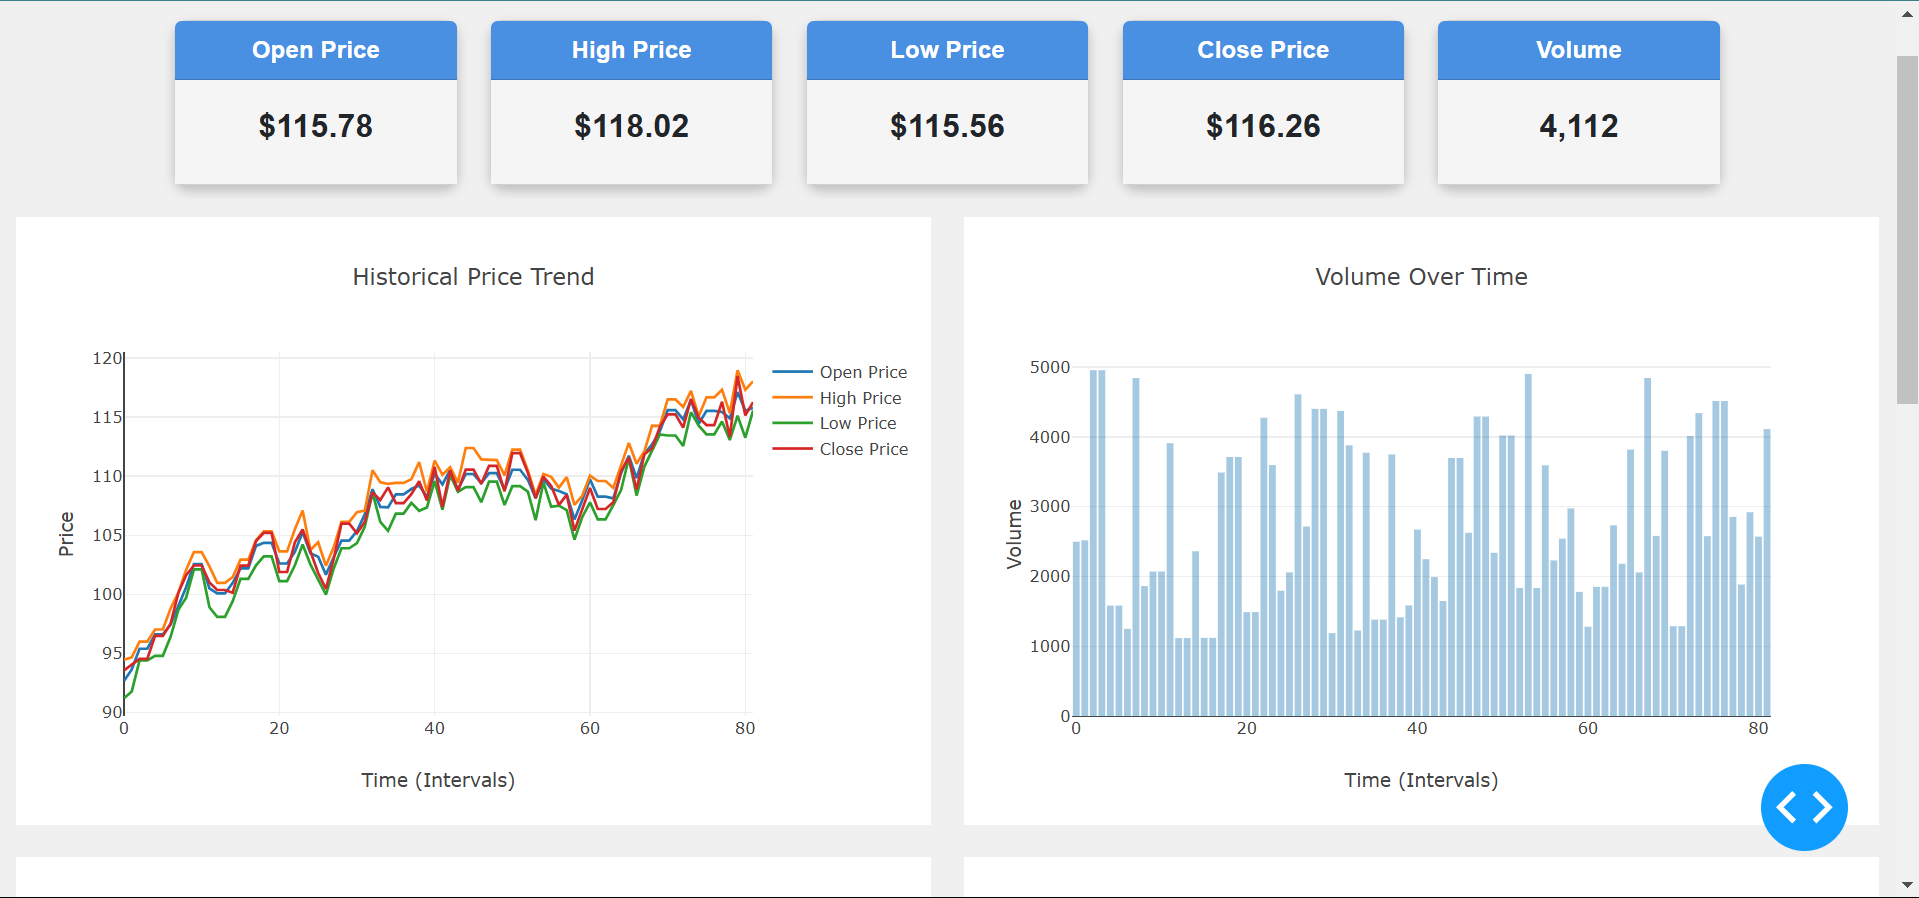 Open Price
High Price
Low Price
Close Price
Volume
$115.78
$118.02
$115.56
$116.26
4,112
Historical Price Trend
120
115
110
105
100
95
90
Price
0
20
40
60
80
Time (Intervals)
Open Price
High Price
Low Price
Close Price
Volume Over Time
5000
4000
3000
2000
1000
0
Volume
0
20
40
60
80
Time (Intervals)